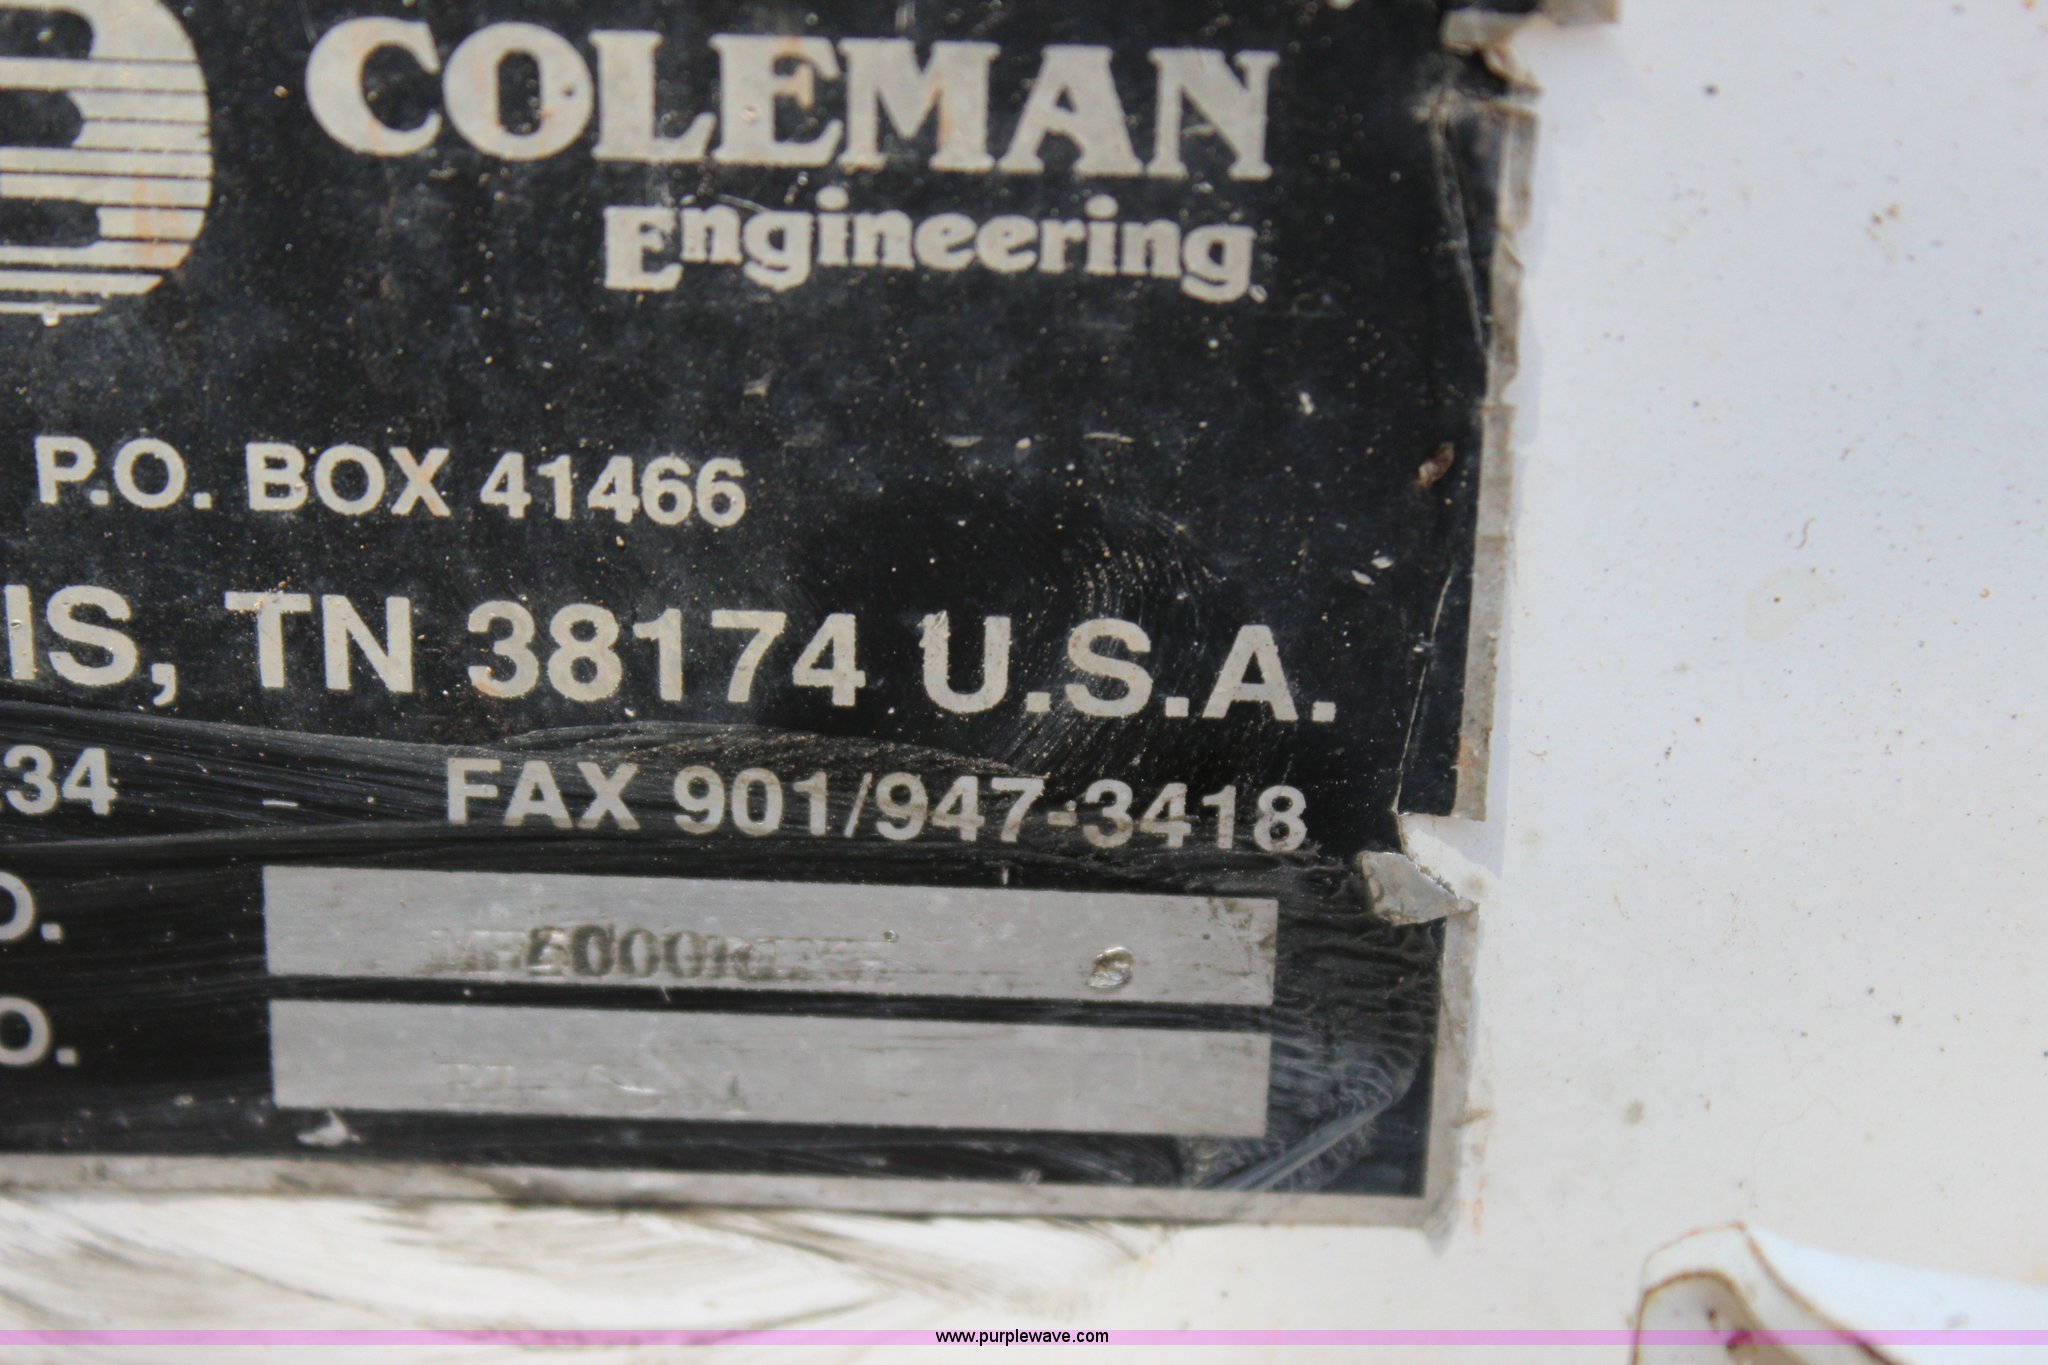 COLEMAN
Engineering
P.O. BOX 41466
IS, TN 38174 U.S.A.
34 FAX 901/947-3418
O.
O.
www.purplewave.com